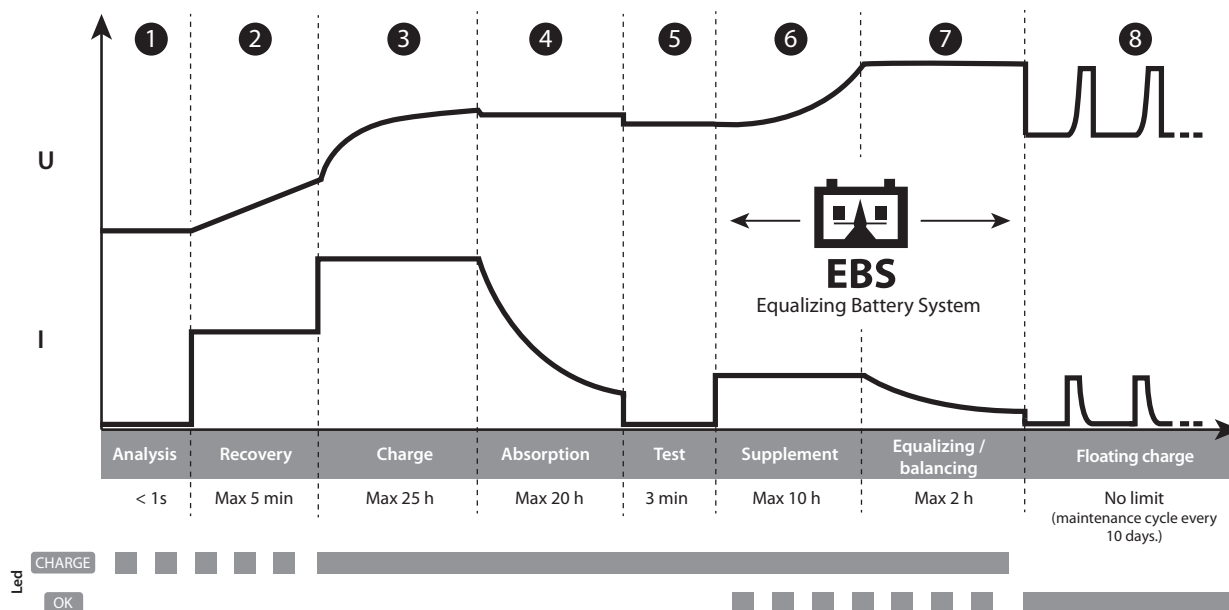 1 2 3 4 5 6 7 8
U
EBS
Equalizing Battery System
I
Analysis Recovery Charge Absorption Test Supplement Equalizing / balancing Floating charge
< 1s Max 5 min Max 25 h Max 20 h 3 min Max 10 h Max 2 h No limit
(maintenance cycle every
10 days.)
Led
CHARGE
OK